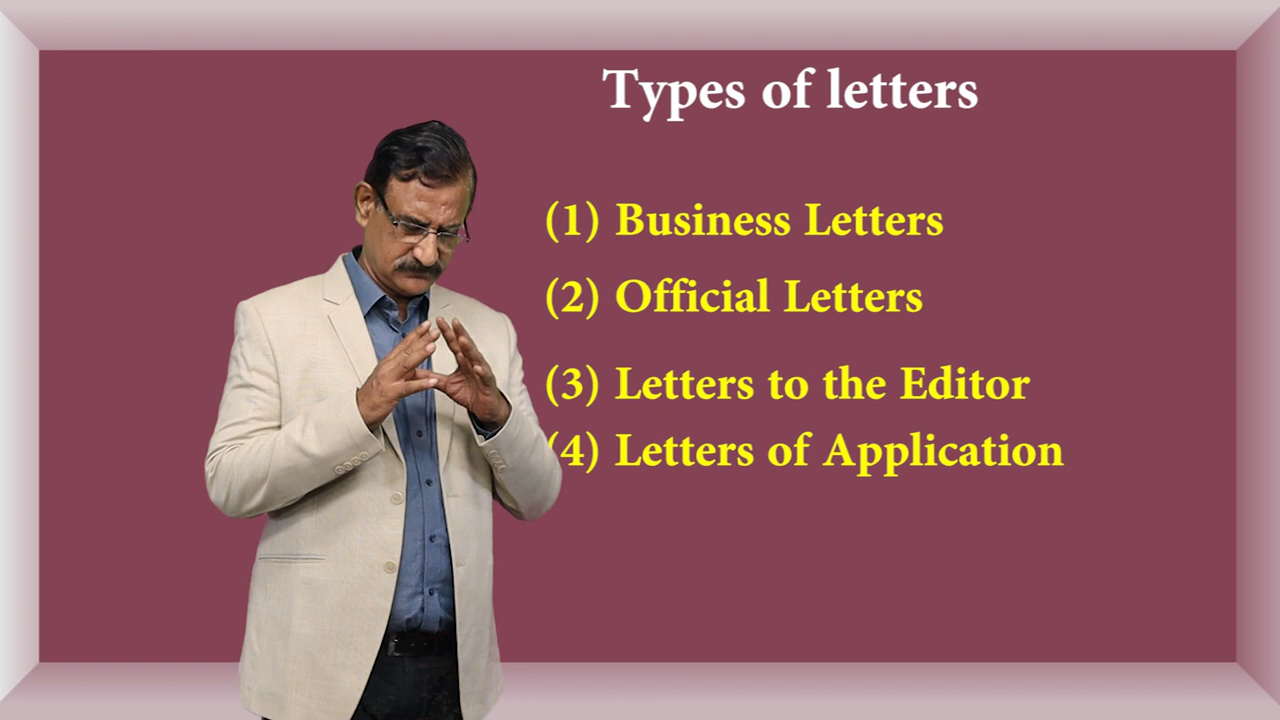 Types of letters
(1) Business Letters
(2) Official Letters
(3) Letters to the Editor
(4) Letters of Application